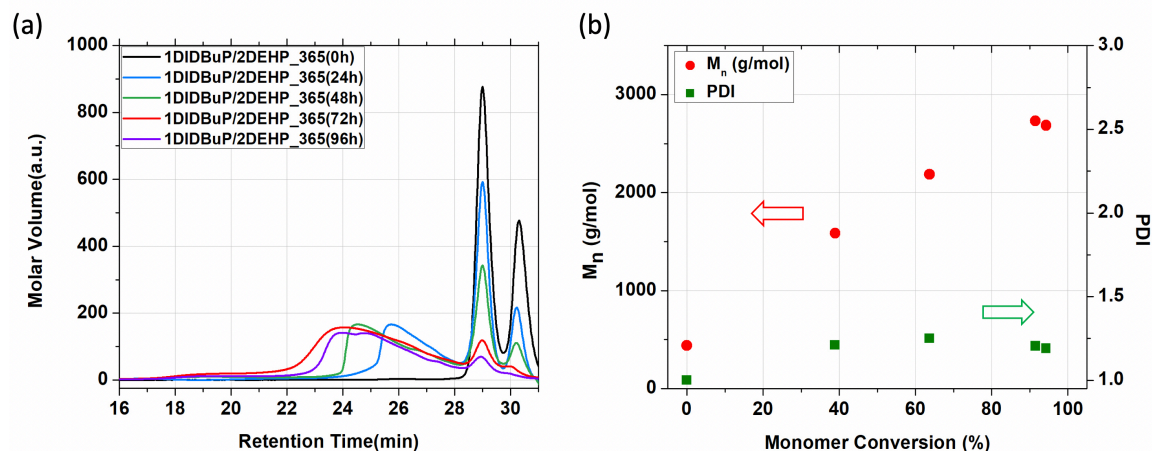 (a)
1000
800
600
400
200
0
16 18 20 22 24 26 28 30
Molar Volume(a.u.)
Retention Time(min)
1DIDBuP/2DEHP_365(0h)
1DIDBuP/2DEHP_365(24h)
1DIDBuP/2DEHP_365(48h)
1DIDBuP/2DEHP_365(72h)
1DIDBuP/2DEHP_365(96h)
(b)
Mn (g/mol)
PDI
3000
2000
1000
0
0 20 40 60 80 100
3.0
2.5
2.0
1.5
1.0
Mn (g/mol)
PDI
Monomer Conversion (%)